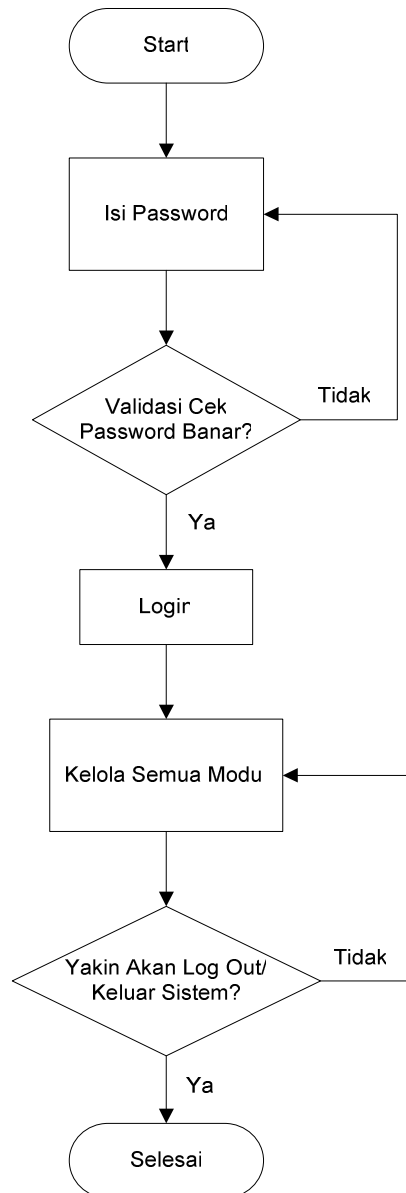 Start
Isi Password
Validasi Cek
Password Banar?
Tidak
Ya
Login
Kelola Semua Modu
Yakin Akan Log Out/
Keluar Sistem?
Tidak
Ya
Selesai